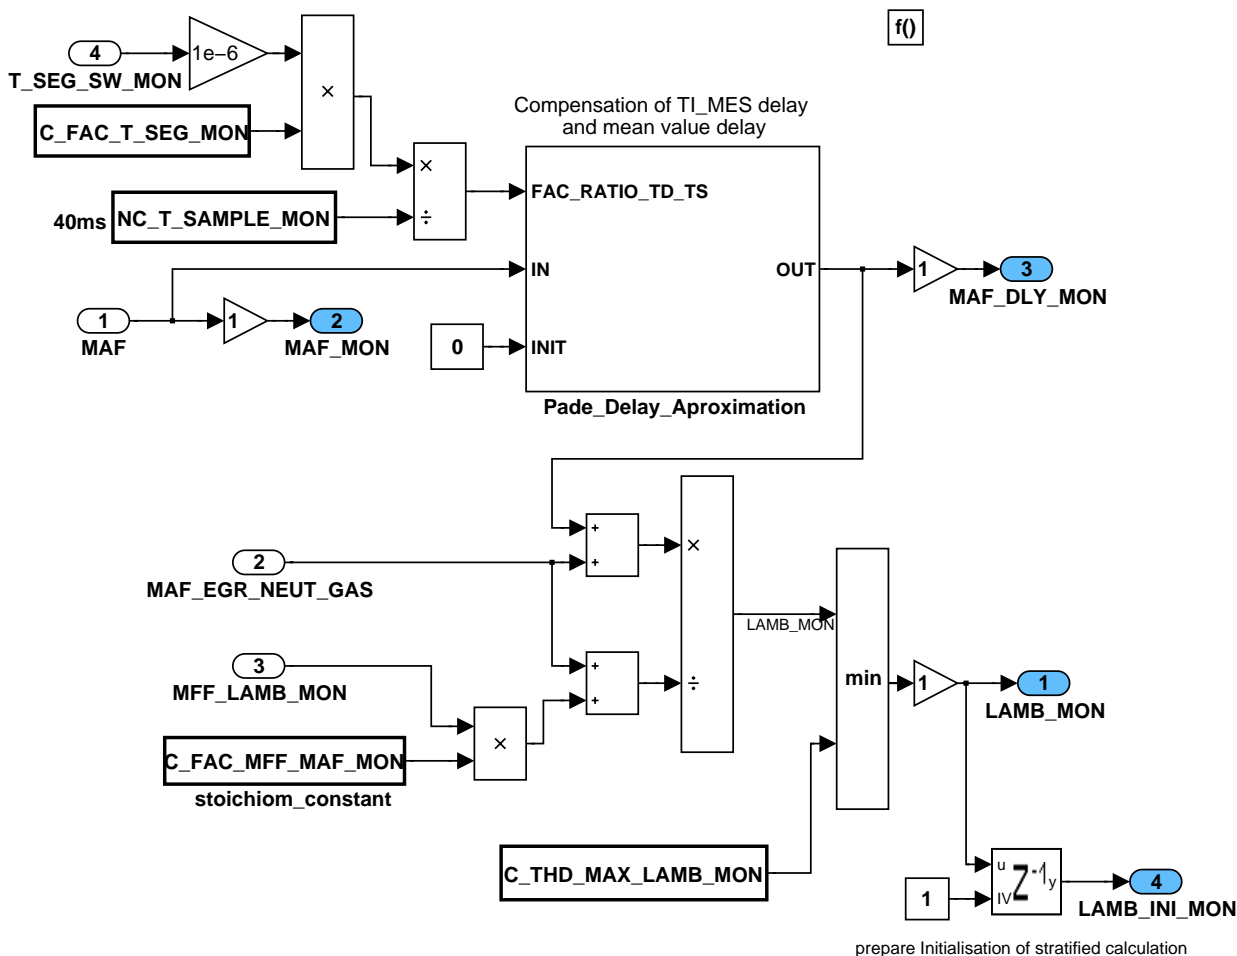 f()
4
1e−6
T_SEG_SW_MON
×
C_FAC_T_SEG_MON
Compensation of TI_MES delay
and mean value delay
×
÷
FAC_RATIO_TD_TS
40ms
NC_T_SAMPLE_MON
IN
OUT
1
3
MAF_DLY_MON
1
1
2
MAF
MAF_MON
0
INIT
Pade_Delay_Aproximation
+
+
×
2
MAF_EGR_NEUT_GAS
LAMB_MON
3
MFF_LAMB_MON
+
+
÷
min
1
1
LAMB_MON
×
C_FAC_MFF_MAF_MON
stoichiom_constant
C_THD_MAX_LAMB_MON
u
Z-1
y
IV
1
4
LAMB_INI_MON
prepare Initialisation of stratified calculation